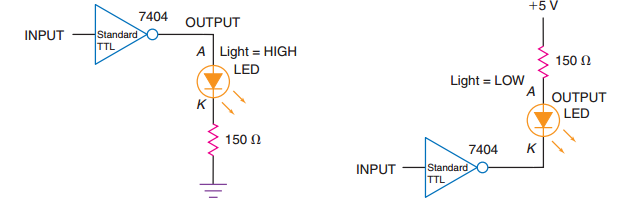 7404
OUTPUT
INPUT
Standard
TTL
A
Light = HIGH
LED
K
150 Ω
+5 V
150 Ω
Light = LOW
A
OUTPUT
LED
K
7404
INPUT
Standard
TTL